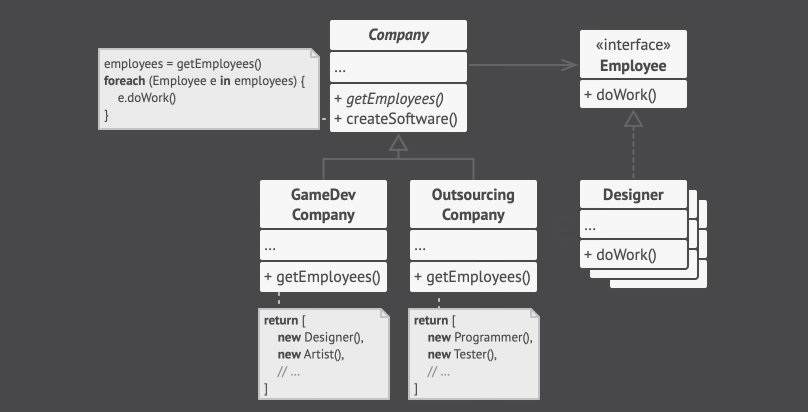 Company
...
+ getEmployees()
+ createSoftware()
employees = getEmployees()
foreach (Employee e in employees) {
e.doWork()
}
«interface»
Employee
+ doWork()
GameDev
Company
...
+ getEmployees()
Outsourcing
Company
...
+ getEmployees()
Designer
...
+ doWork()
return [
new Designer(),
new Artist(),
// ...
]
return [
new Programmer(),
new Tester(),
// ...
]